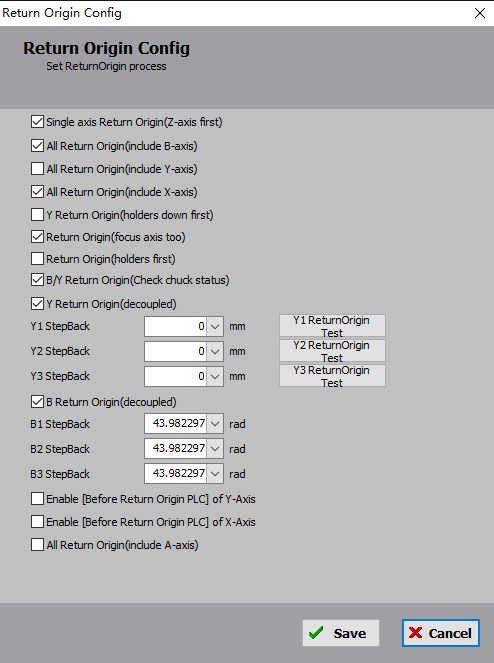 Return Origin Config
Return Origin Config
Set ReturnOrigin process
Single axis Return Origin(Z-axis first)
All Return Origin(include B-axis)
All Return Origin(include Y-axis)
All Return Origin(include X-axis)
Y Return Origin(holders down first)
Return Origin(focus axis too)
Return Origin(holders first)
B/Y Return Origin(Check chuck status)
Y Return Origin(decoupled)
Y1 StepBack 0 mm Y1 ReturnOrigin
Test
Y2 StepBack 0 mm Y2 ReturnOrigin
Test
Y3 StepBack 0 mm Y3 ReturnOrigin
Test
B Return Origin(decoupled)
B1 StepBack 43.982297 rad
B2 StepBack 43.982297 rad
B3 StepBack 43.982297 rad
Enable [Before Return Origin PLC] of Y-Axis
Enable [Before Return Origin PLC] of X-Axis
All Return Origin(include A-axis)
Save Cancel